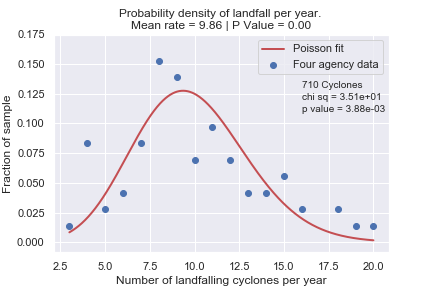 Probability density of landfall per year.
Mean rate = 9.86 | P Value = 0.00
0.175
0.150
0.125
0.100
0.075
0.050
0.025
0.000
Fraction of sample
Poisson fit
Four agency data
710 Cyclones
chi sq = 3.51e+01
p value = 3.88e-03
2.5 5.0 7.5 10.0 12.5 15.0 17.5 20.0
Number of landfalling cyclones per year